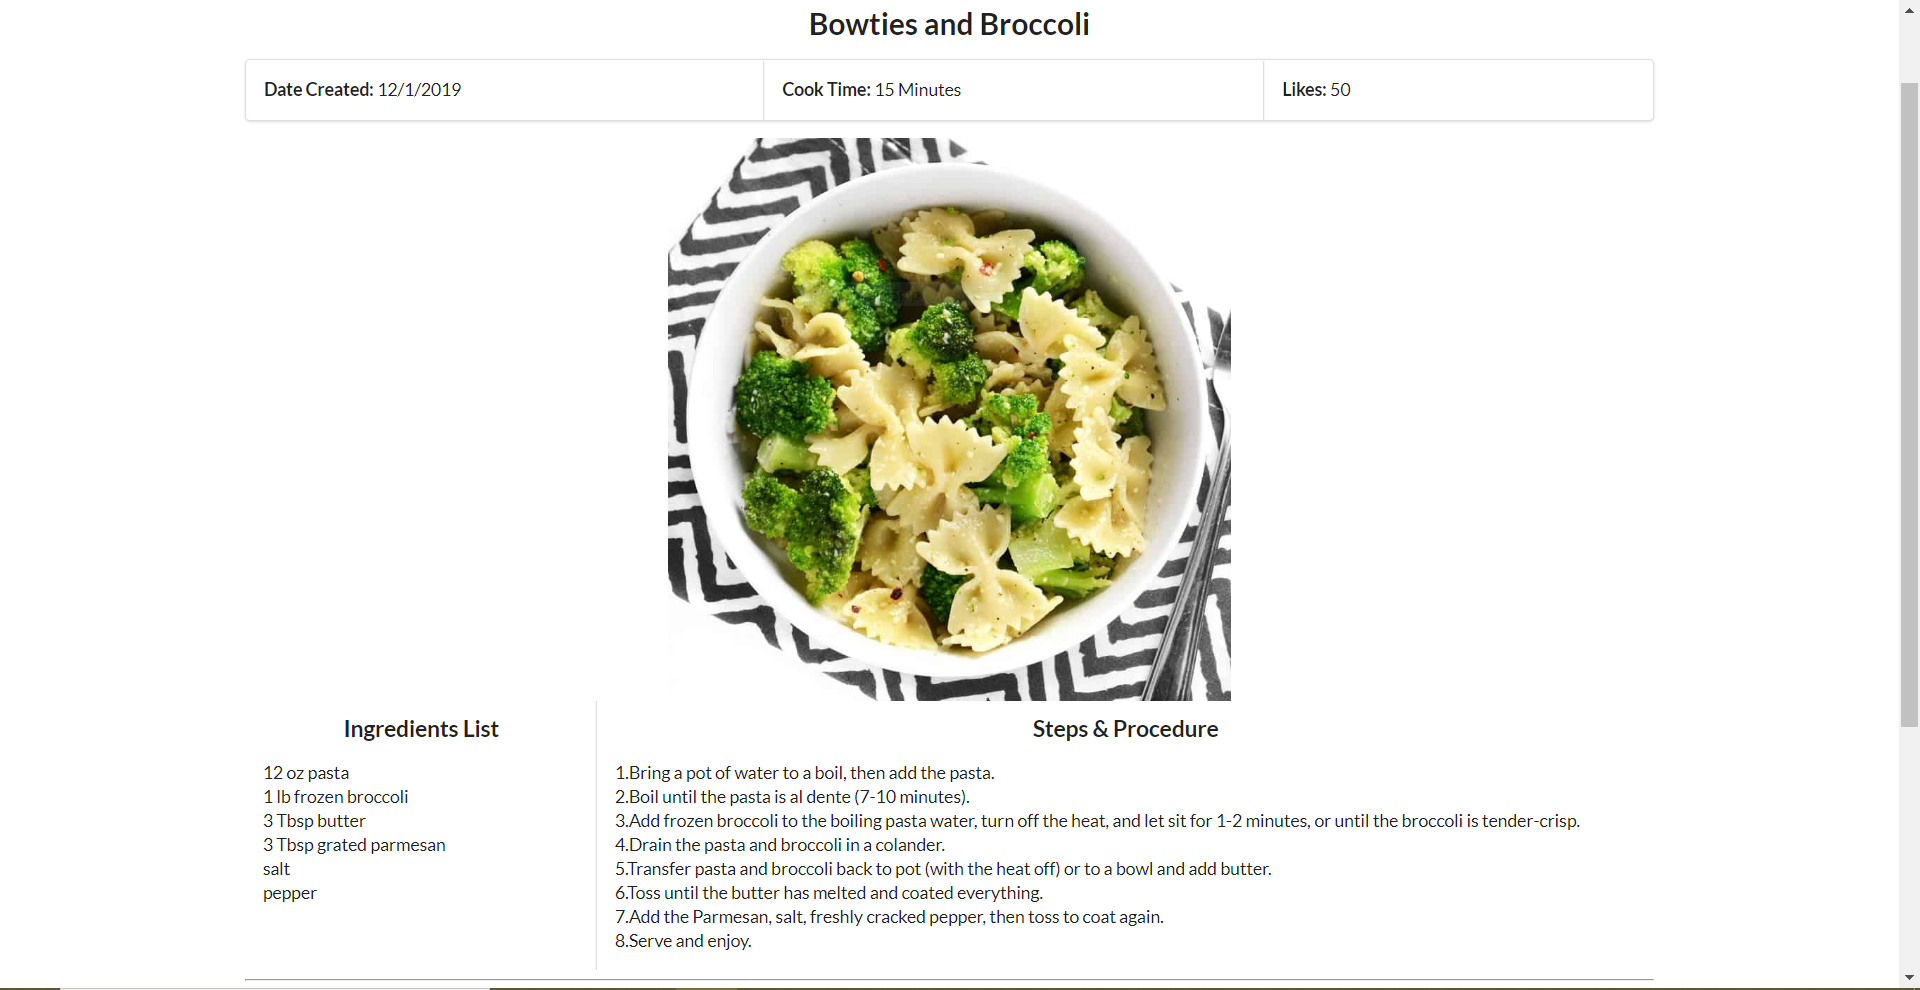 Bowties and Broccoli
Date Created: 12/1/2019
Cook Time: 15 Minutes
Likes: 50
Ingredients List
12 oz pasta
1 lb frozen broccoli
3 Tbsp butter
3 Tbsp grated parmesan
salt
pepper
Steps & Procedure
1.Bring a pot of water to a boil, then add the pasta.
2.Boil until the pasta is al dente (7-10 minutes).
3.Add frozen broccoli to the boiling pasta water, turn off the heat, and let sit for 1-2 minutes, or until the broccoli is tender-crisp.
4.Drain the pasta and broccoli in a colander.
5.Transfer pasta and broccoli back to pot (with the heat off) or to a bowl and add butter.
6.Toss until the butter has melted and coated everything.
7.Add the Parmesan, salt, freshly cracked pepper, then toss to coat again.
8.Serve and enjoy.